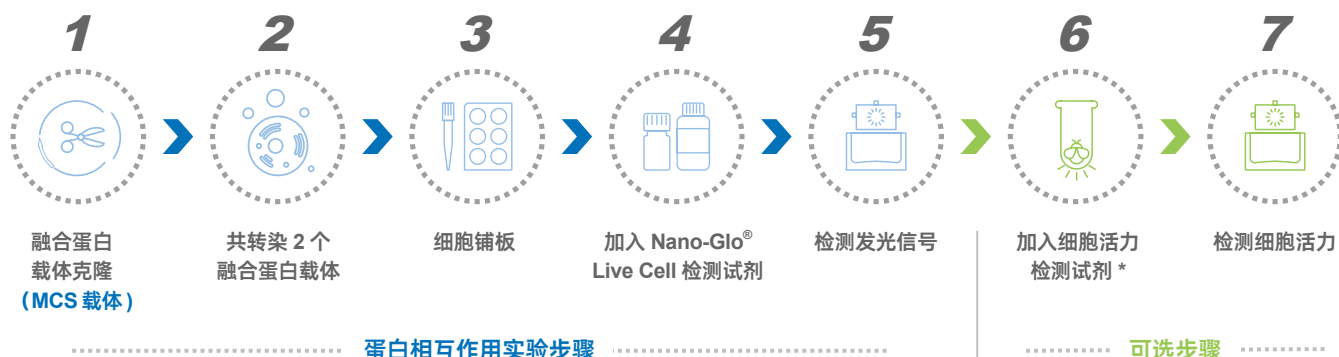 1
2
3
4
5
6
7
融合蛋白
载体克隆
（MCS 载体）
共转染 2 个
融合蛋白载体
细胞铺板
加入 Nano-Glo®
Live Cell 检测试剂
检测发光信号
加入细胞活力
检测试剂 *
检测细胞活力
蛋白相互作用实验步骤
可选步骤